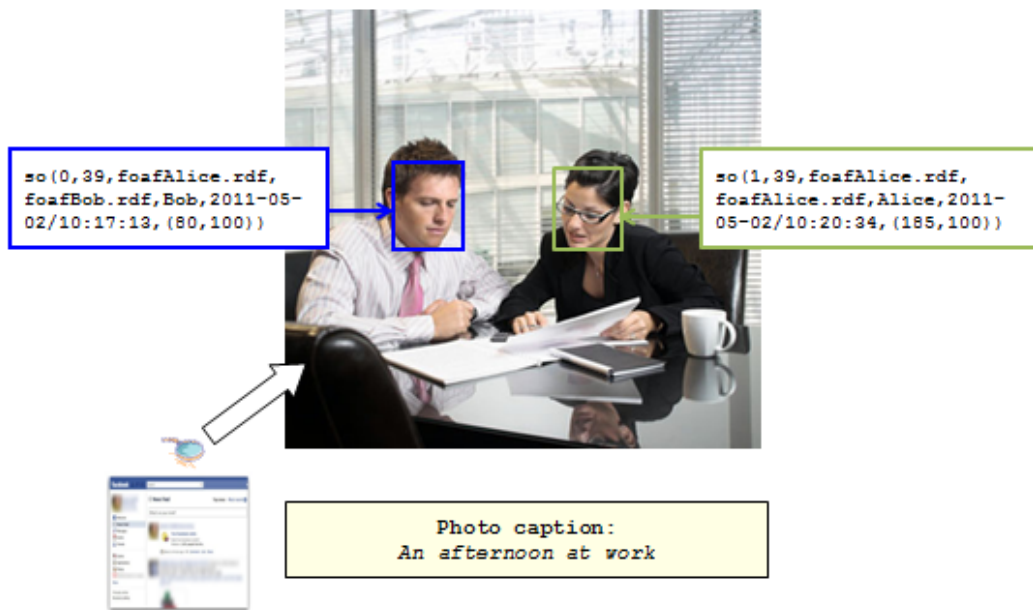 so(0,39,foafAlice.rdf,
foafBob.rdf,Bob,2011-05-
02/10:17:13,(80,100))
so(1,39,foafAlice.rdf,
foafAlice.rdf,Alice,2011-
05-02/10:20:34,(185,100))
facebook
Photo caption:
An afternoon at work